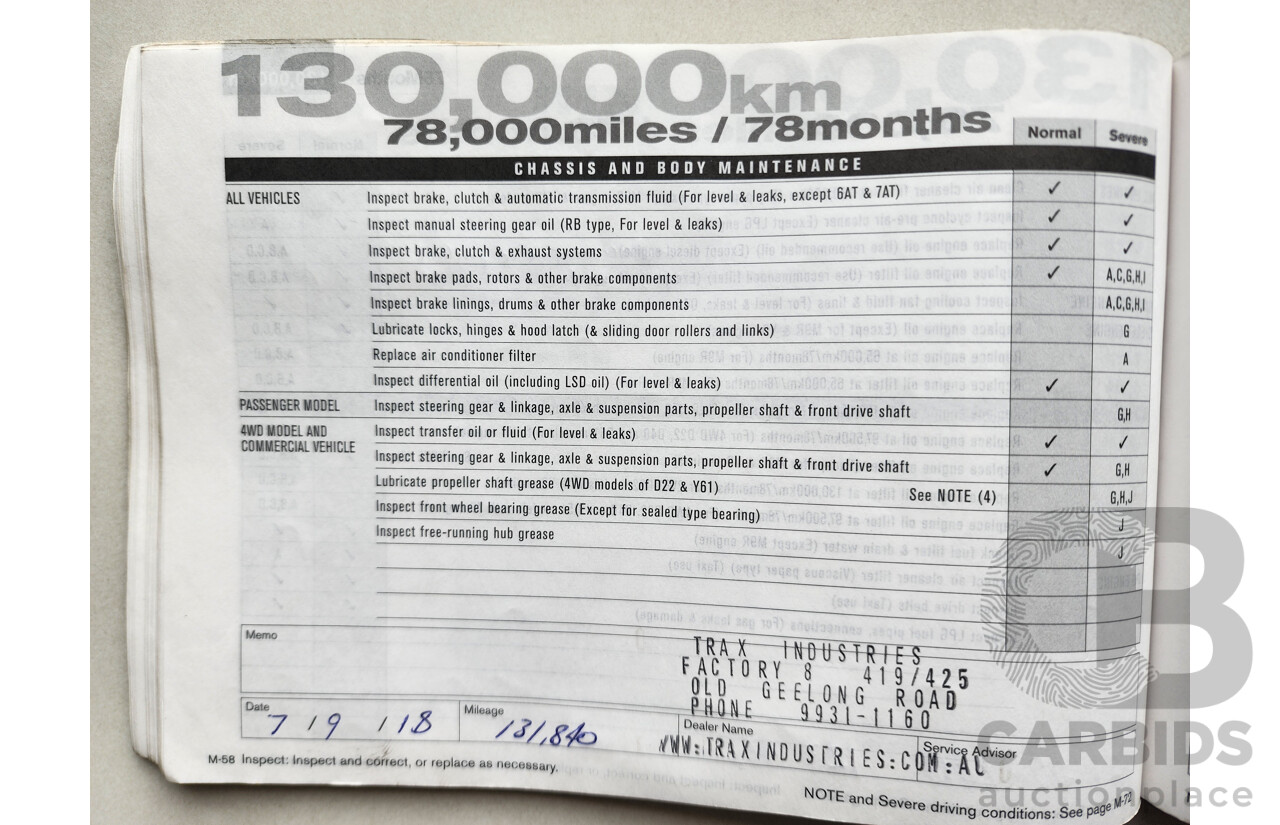 130,000km
78,000miles / 78months
Normal Severe
CHASSIS AND BODY MAINTENANCE
ALL VEHICLES Inspect brake, clutch & automatic transmission fluid (For level & leaks, except 6AT & 7AT) ✓ ✓
Inspect manual steering gear oil (RB type, For level & leaks) ✓ ✓
Inspect brake, clutch & exhaust systems ✓ ✓
Inspect brake pads, rotors & other brake components ✓ A,C,G,H,I
Inspect brake linings, drums & other brake components A,C,G,H,I
Lubricate locks, hinges & hood latch (& sliding door rollers and links) G
Replace air conditioner filter A
Inspect differential oil (including LSD oil) (For level & leaks) ✓ ✓
PASSENGER MODEL Inspect steering gear & linkage, axle & suspension parts, propeller shaft & front drive shaft G,H
4WD MODEL AND Inspect transfer oil or fluid (For level & leaks) ✓ ✓
COMMERCIAL VEHICLE Inspect steering gear & linkage, axle & suspension parts, propeller shaft & front drive shaft ✓ G,H
Lubricate propeller shaft grease (4WD models of D22 & Y61) See NOTE (4) G,H,J
Inspect front wheel bearing grease (Except for sealed type bearing) J
Inspect free-running hub grease J
Memo
TRAX INDUSTRIES
FACTORY 8 419/425
OLD GEELONG ROAD
PHONE 9931-1160
Date 7/9/18 Mileage 131,840 Dealer Name Service Advisor
WWW:TRAXINDUSTRIES:COM:AU
M-58 Inspect: Inspect and correct, or replace as necessary.
NOTE and Severe driving conditions: See page M-72
CB
CARBIDS
auctionplace